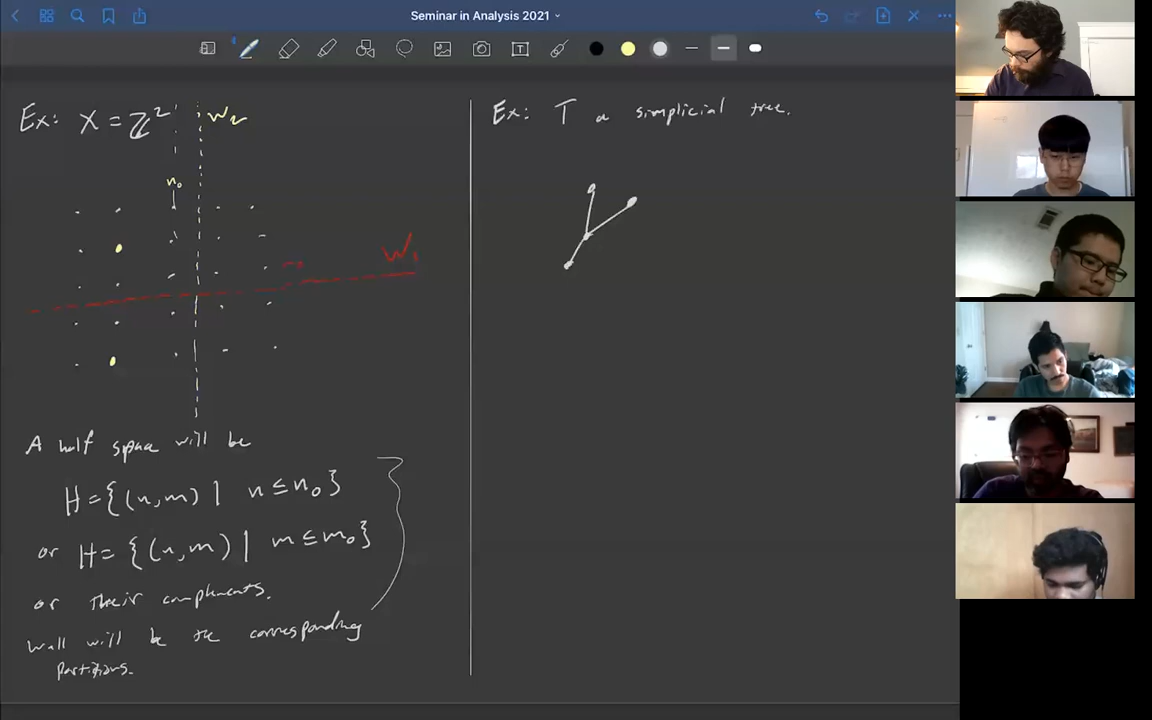 Seminar in Analysis 2021
Ex: X = ℤ²
W₂
n₀
W₁
A half space will be
H = {(n,m) | n ≤ n₀}
or H = {(n,m) | m ≤ m₀}
or their complements.
Wall will be the corresponding
partitions.
Ex: T a simplicial tree.